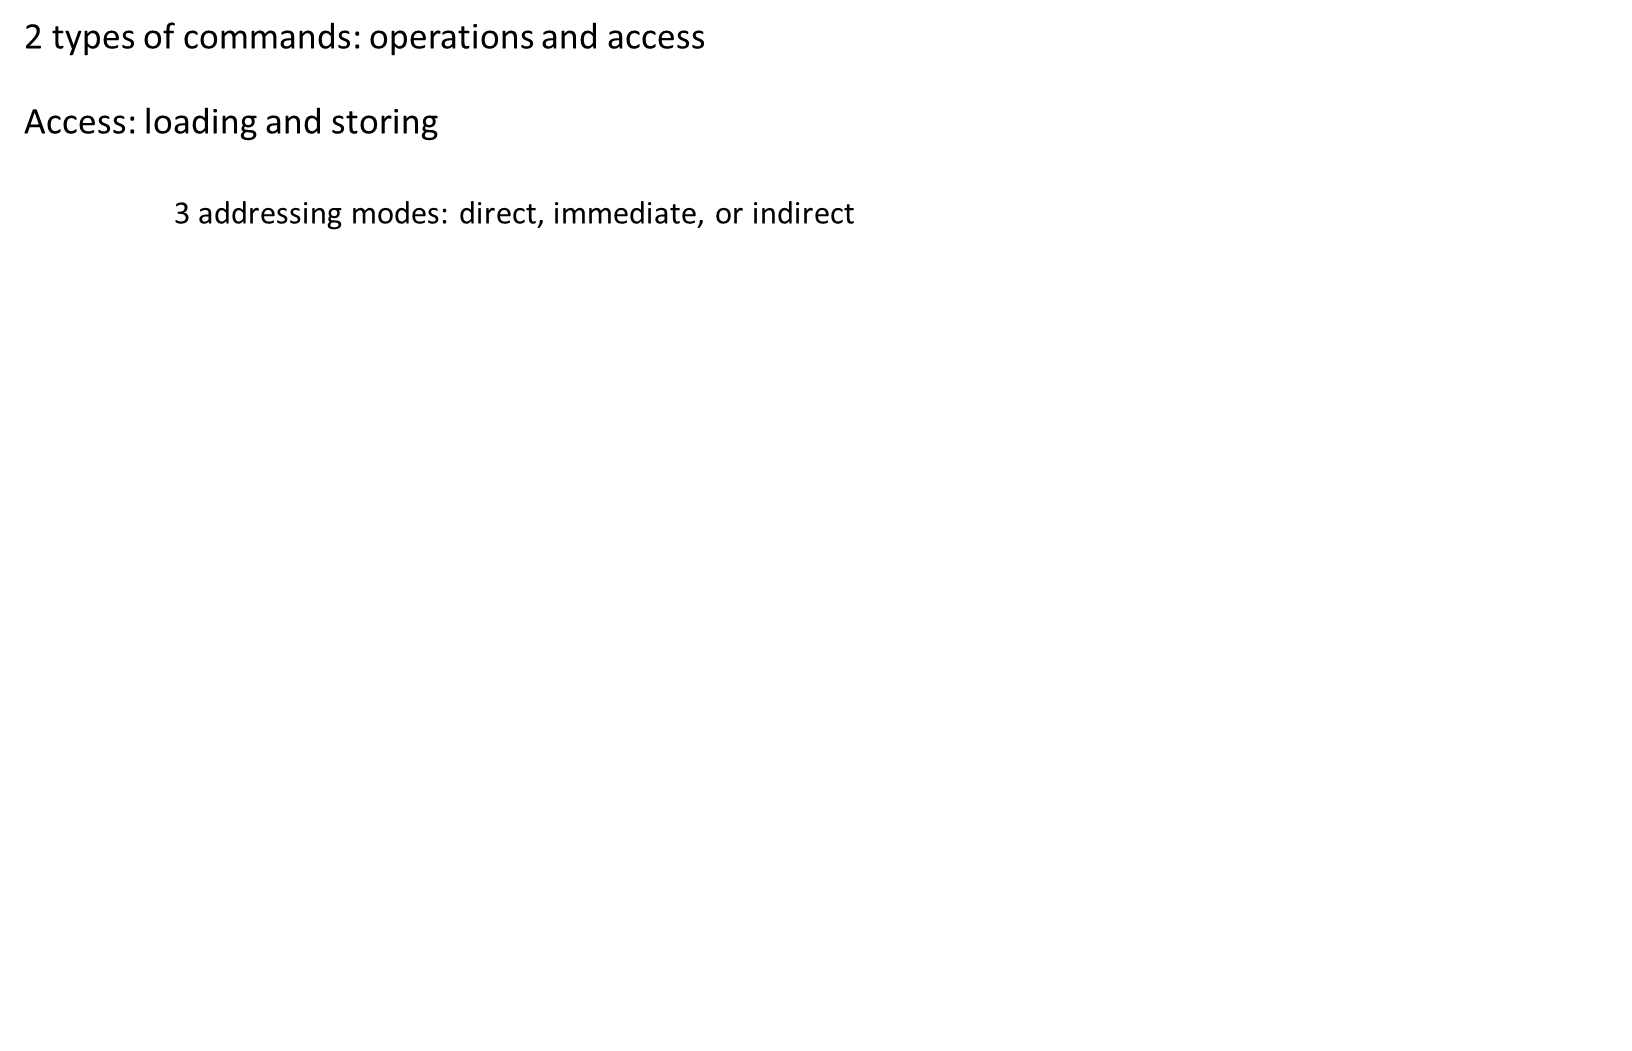 2 types of commands: operations and access
Access: loading and storing
3 addressing modes: direct, immediate, or indirect